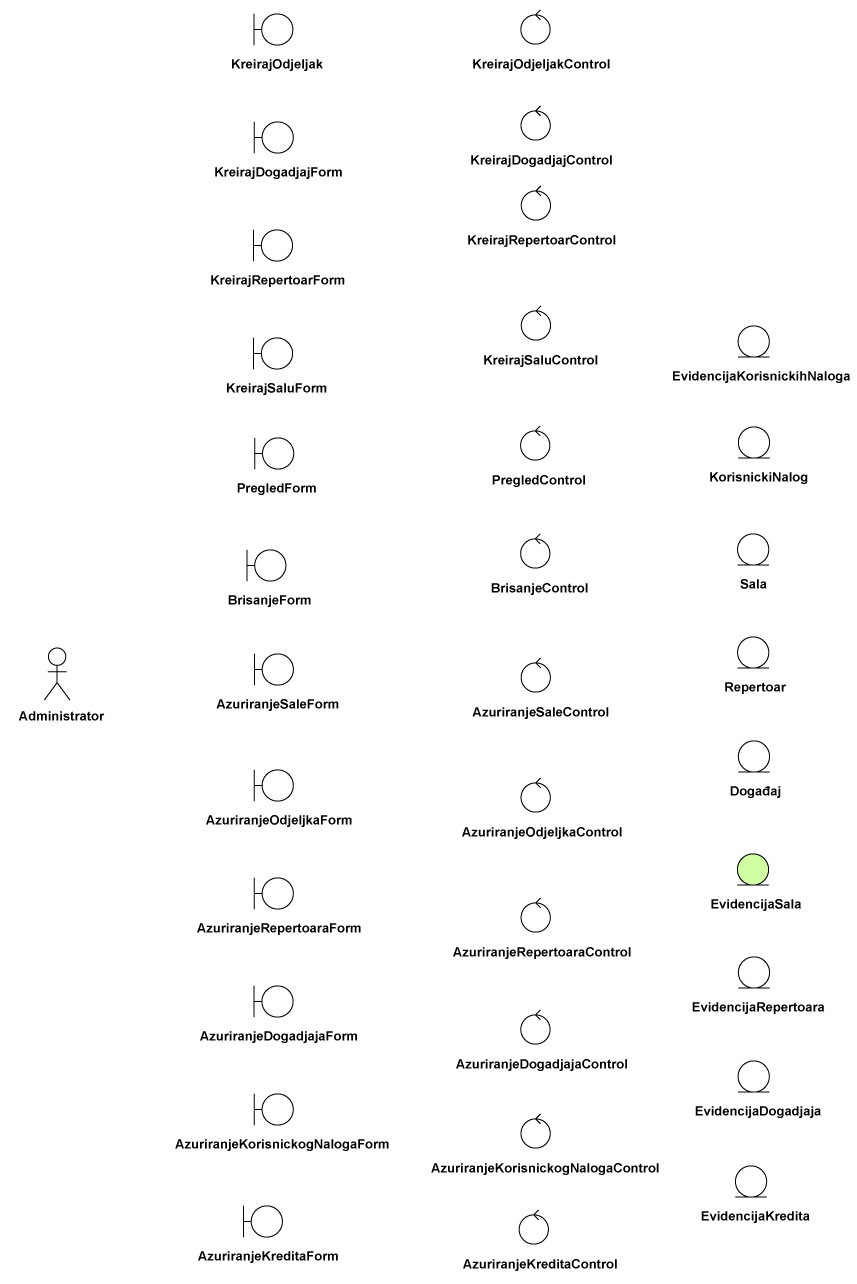 KreirajOdjeljak
KreirajOdjeljakControl
KreirajDogadjajForm
KreirajDogadjajControl
KreirajRepertoarForm
KreirajRepertoarControl
KreirajSaluForm
KreirajSaluControl
EvidencijaKorisnickihNaloga
PregledForm
PregledControl
KorisnickiNalog
BrisanjeForm
BrisanjeControl
Sala
Administrator
AzuriranjeSaleForm
AzuriranjeSaleControl
Repertoar
AzuriranjeOdjeljkaForm
AzuriranjeOdjeljkaControl
Događaj
AzuriranjeRepertoaraForm
AzuriranjeRepertoaraControl
EvidencijaSala
AzuriranjeDogadjajaForm
AzuriranjeDogadjajaControl
EvidencijaRepertoara
AzuriranjeKorisnickogNalogaForm
AzuriranjeKorisnickogNalogaControl
EvidencijaDogadjaja
AzuriranjeKreditaForm
AzuriranjeKreditaControl
EvidencijaKredita